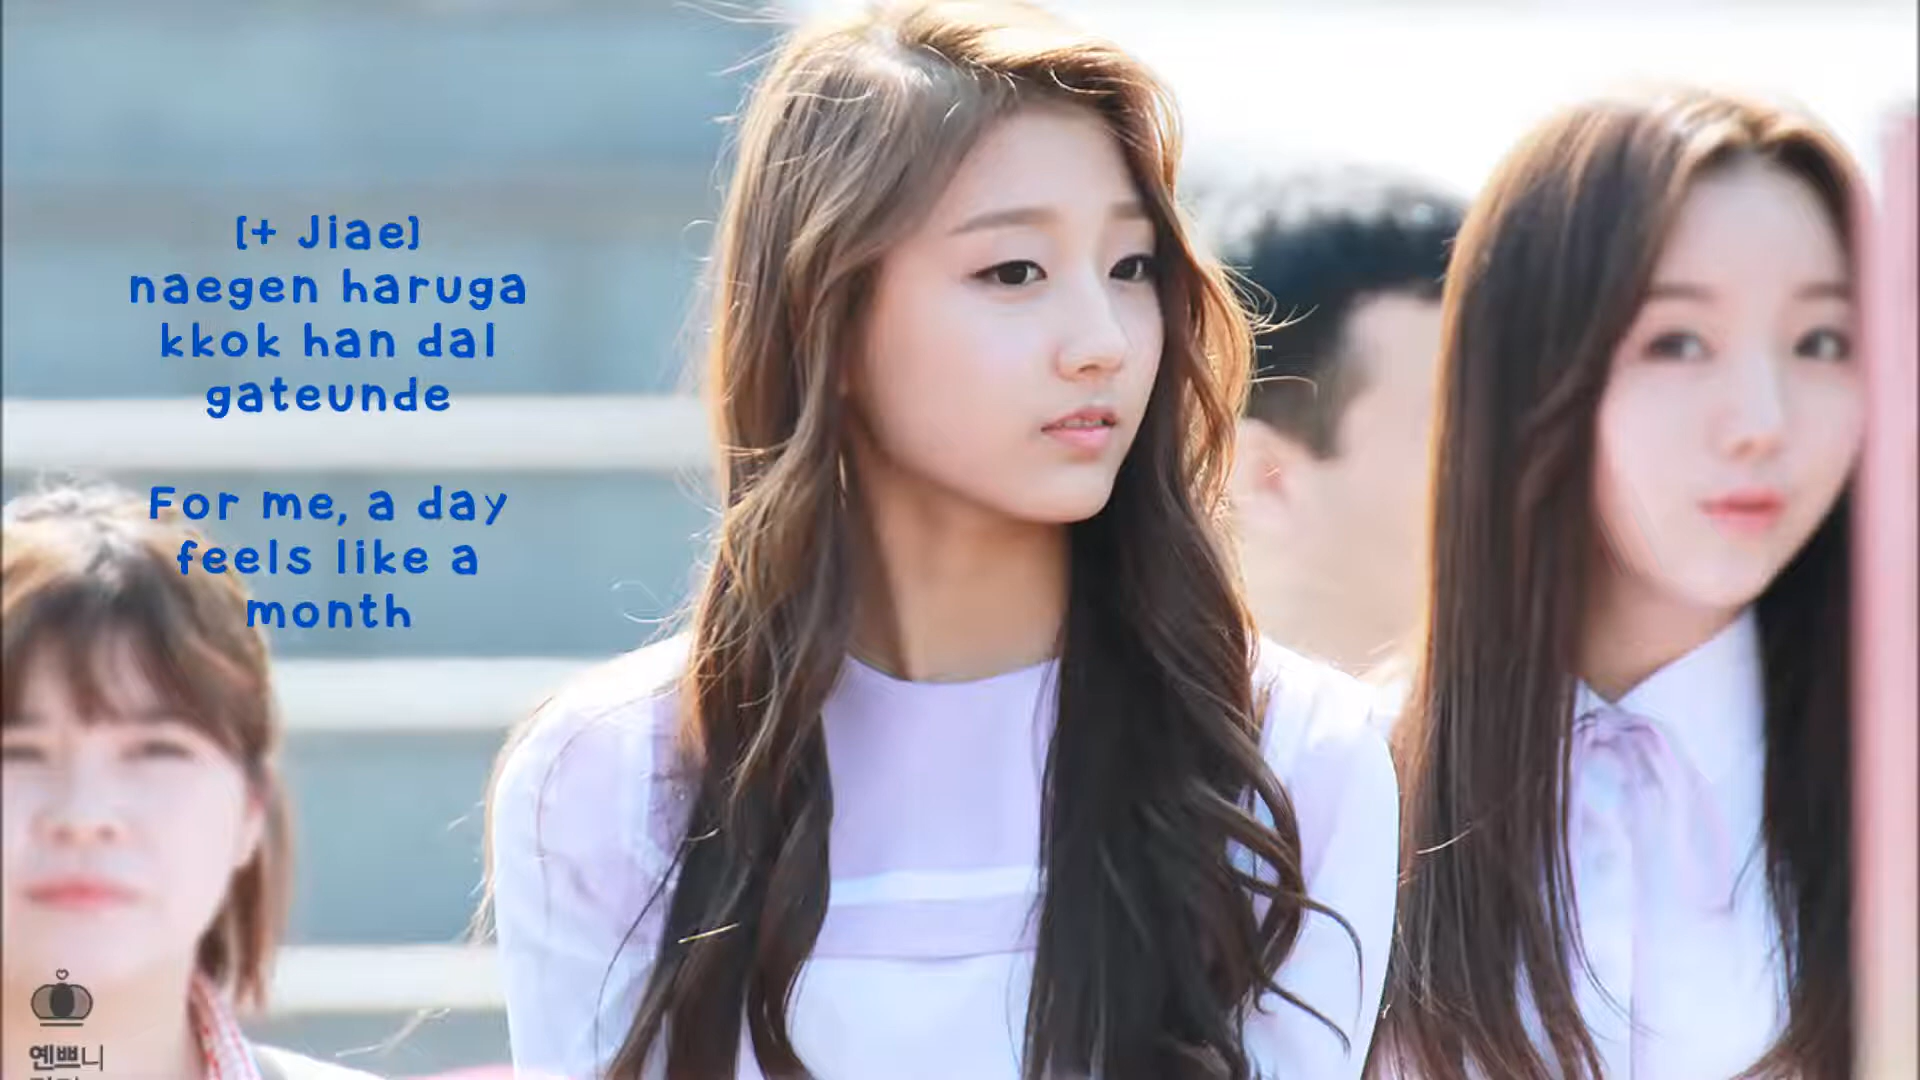 [+ Jiae]
naegen haruga
kkok han dal
gateunde
For me, a day
feels like a
month
옌쁘니